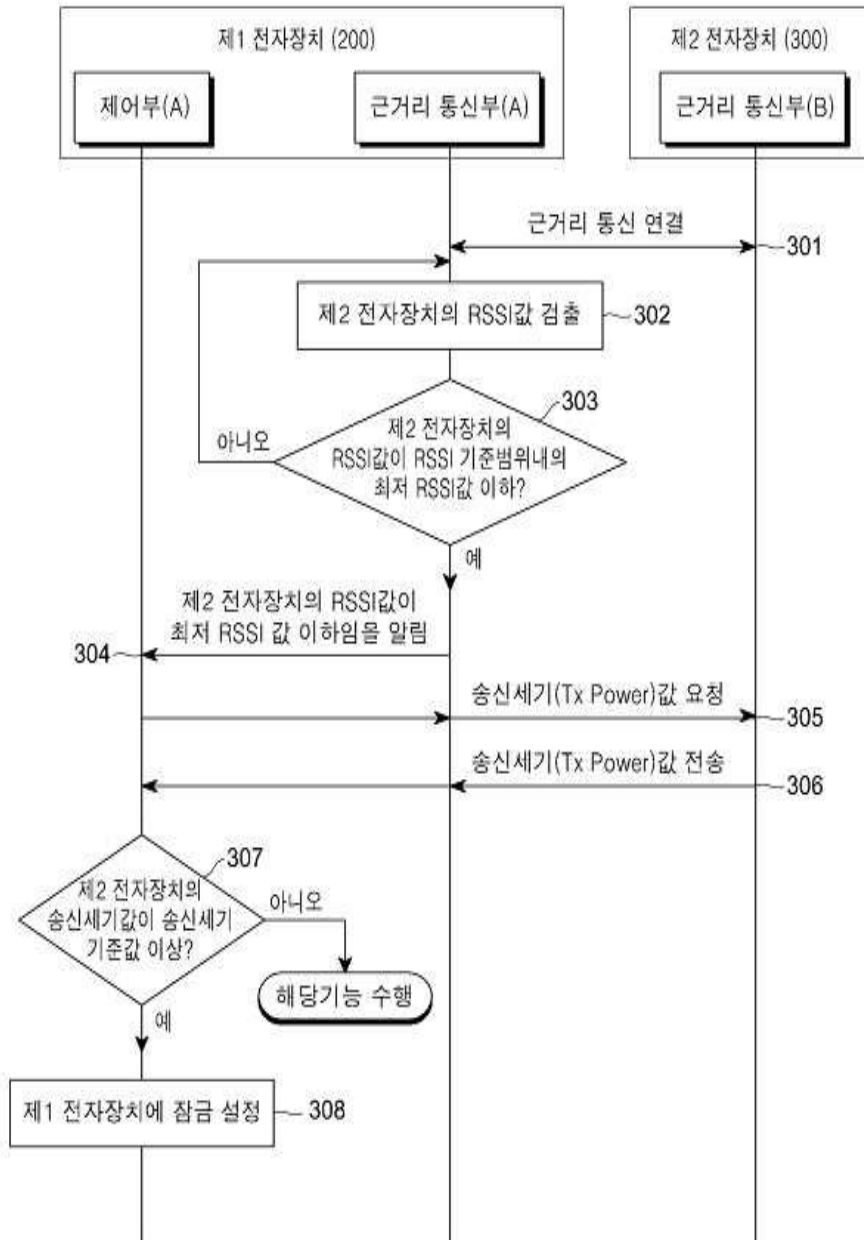 제1 전자장치 (200)
제2 전자장치 (300)
제어부(A)
근거리 통신부(A)
근거리 통신부(B)
근거리 통신 연결
301
제2 전자장치의 RSSI값 검출
302
303
제2 전자장치의
RSSI값이 RSSI 기준범위내의
최저 RSSI값 이하?
아니오
예
제2 전자장치의 RSSI값이
최저 RSSI 값 이하임을 알림
304
송신세기(Tx Power)값 요청
305
송신세기(Tx Power)값 전송
306
307
제2 전자장치의
송신세기값이 송신세기
기준값 이상?
아니오
해당기능 수행
예
제1 전자장치에 잠금 설정
308